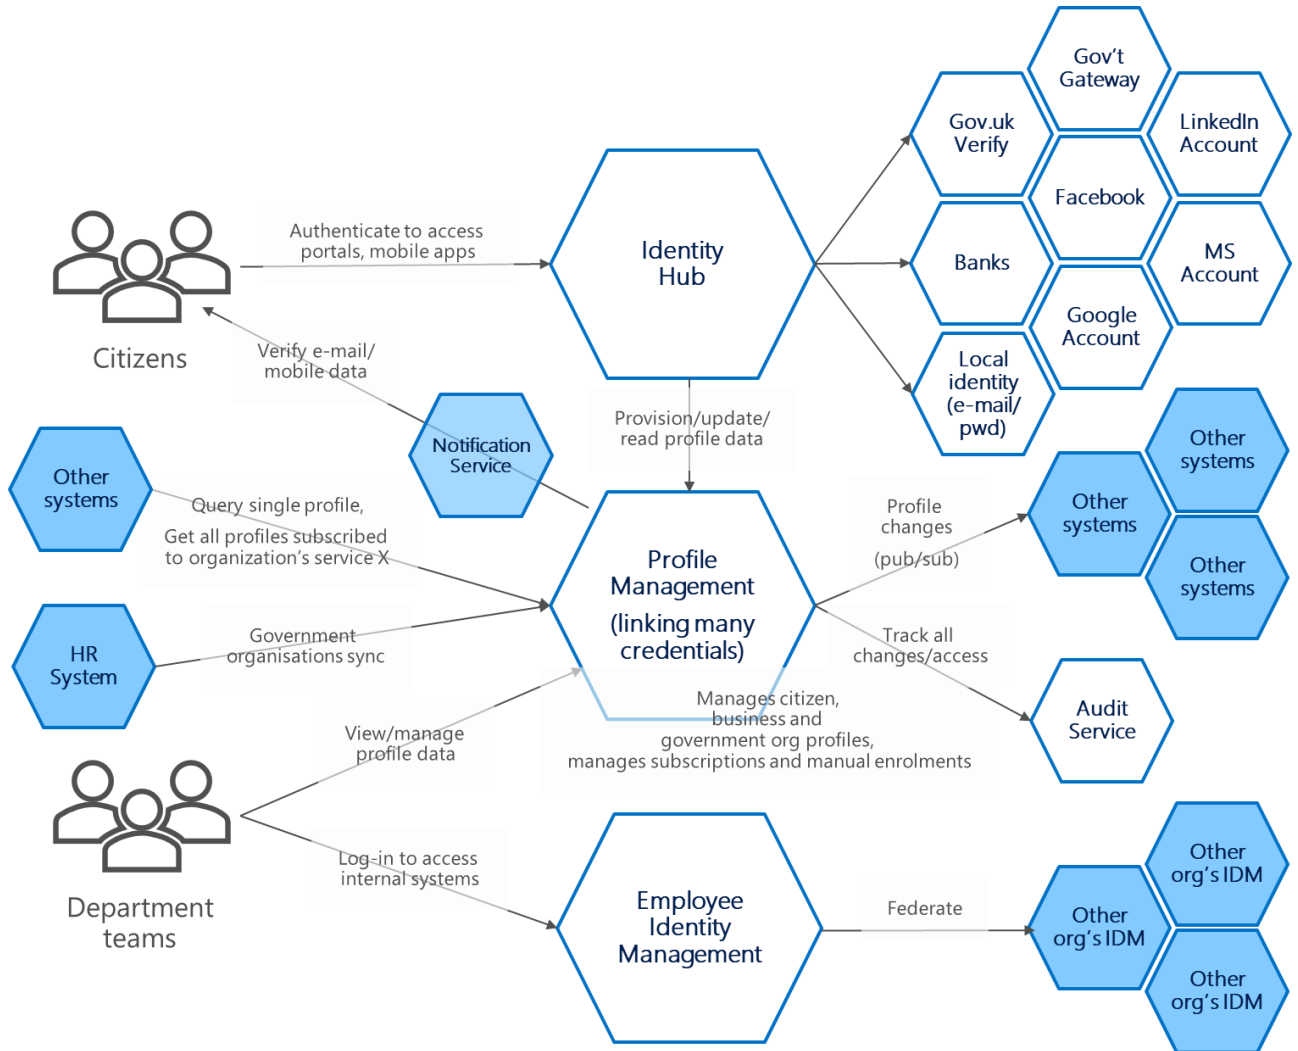 Gov't
Gateway
Gov.uk
Verify
LinkedIn
Account
Facebook
Authenticate to access
portals, mobile apps
Identity
Hub
Banks
MS
Account
Google
Account
Citizens
Verify e-mail/
mobile data
Local
identity
(e-mail/
pwd)
Provision/update/
read profile data
Notification
Service
Other
systems
Other
systems
Query single profile,
Get all profiles subscribed
to organization's service X
Profile
changes
(pub/sub)
Other
systems
Other
systems
Profile
Management
(linking many
credentials)
Government
organisations sync
HR
System
Track all
changes/access
Manages citizen,
business and
government org profiles,
manages subscriptions and manual enrolments
Audit
Service
View/manage
profile data
Department
teams
Log-in to access
internal systems
Employee
Identity
Management
Federate
Other
org's IDM
Other
org's IDM
Other
org's IDM